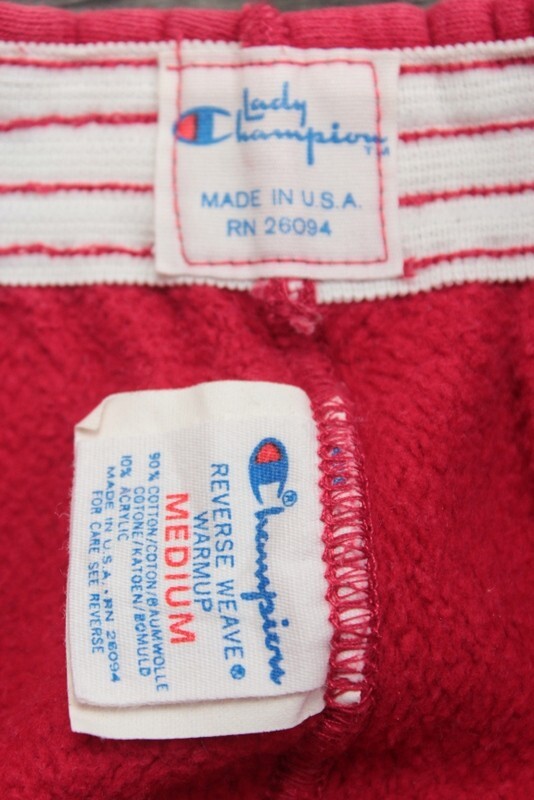 Lady
Champion
TM
MADE IN U.S.A.
RN 26094
Champion®
REVERSE WEAVE®
WARMUP
MEDIUM
90% COTTON/COTON/BAUMWOLLE
COTONE/KATOEN/BOMULD
10% ACRYLIC
MADE IN U.S.A. • RN 26094
FOR CARE SEE REVERSE